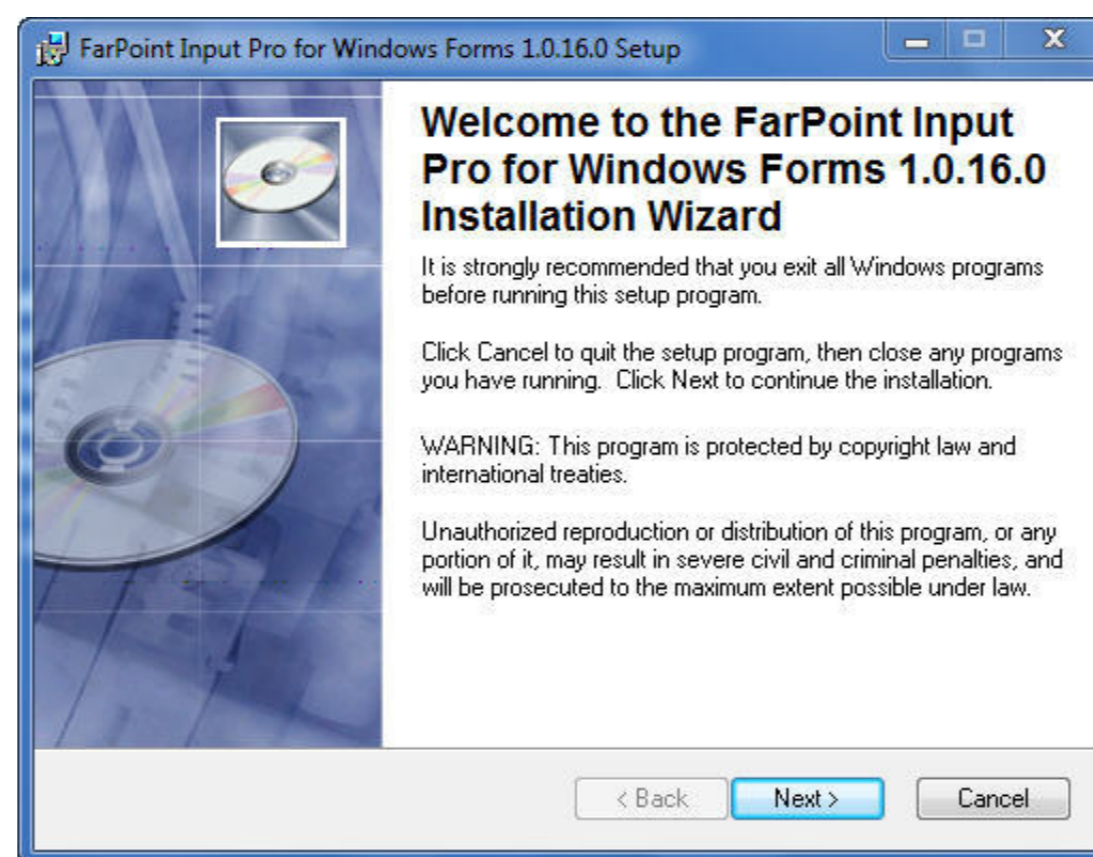 FarPoint Input Pro for Windows Forms 1.0.16.0 Setup
Welcome to the FarPoint Input
Pro for Windows Forms 1.0.16.0
Installation Wizard
It is strongly recommended that you exit all Windows programs
before running this setup program.
Click Cancel to quit the setup program, then close any programs
you have running.  Click Next to continue the installation.
WARNING: This program is protected by copyright law and
international treaties.
Unauthorized reproduction or distribution of this program, or any
portion of it, may result in severe civil and criminal penalties, and
will be prosecuted to the maximum extent possible under law.
< Back Next > Cancel